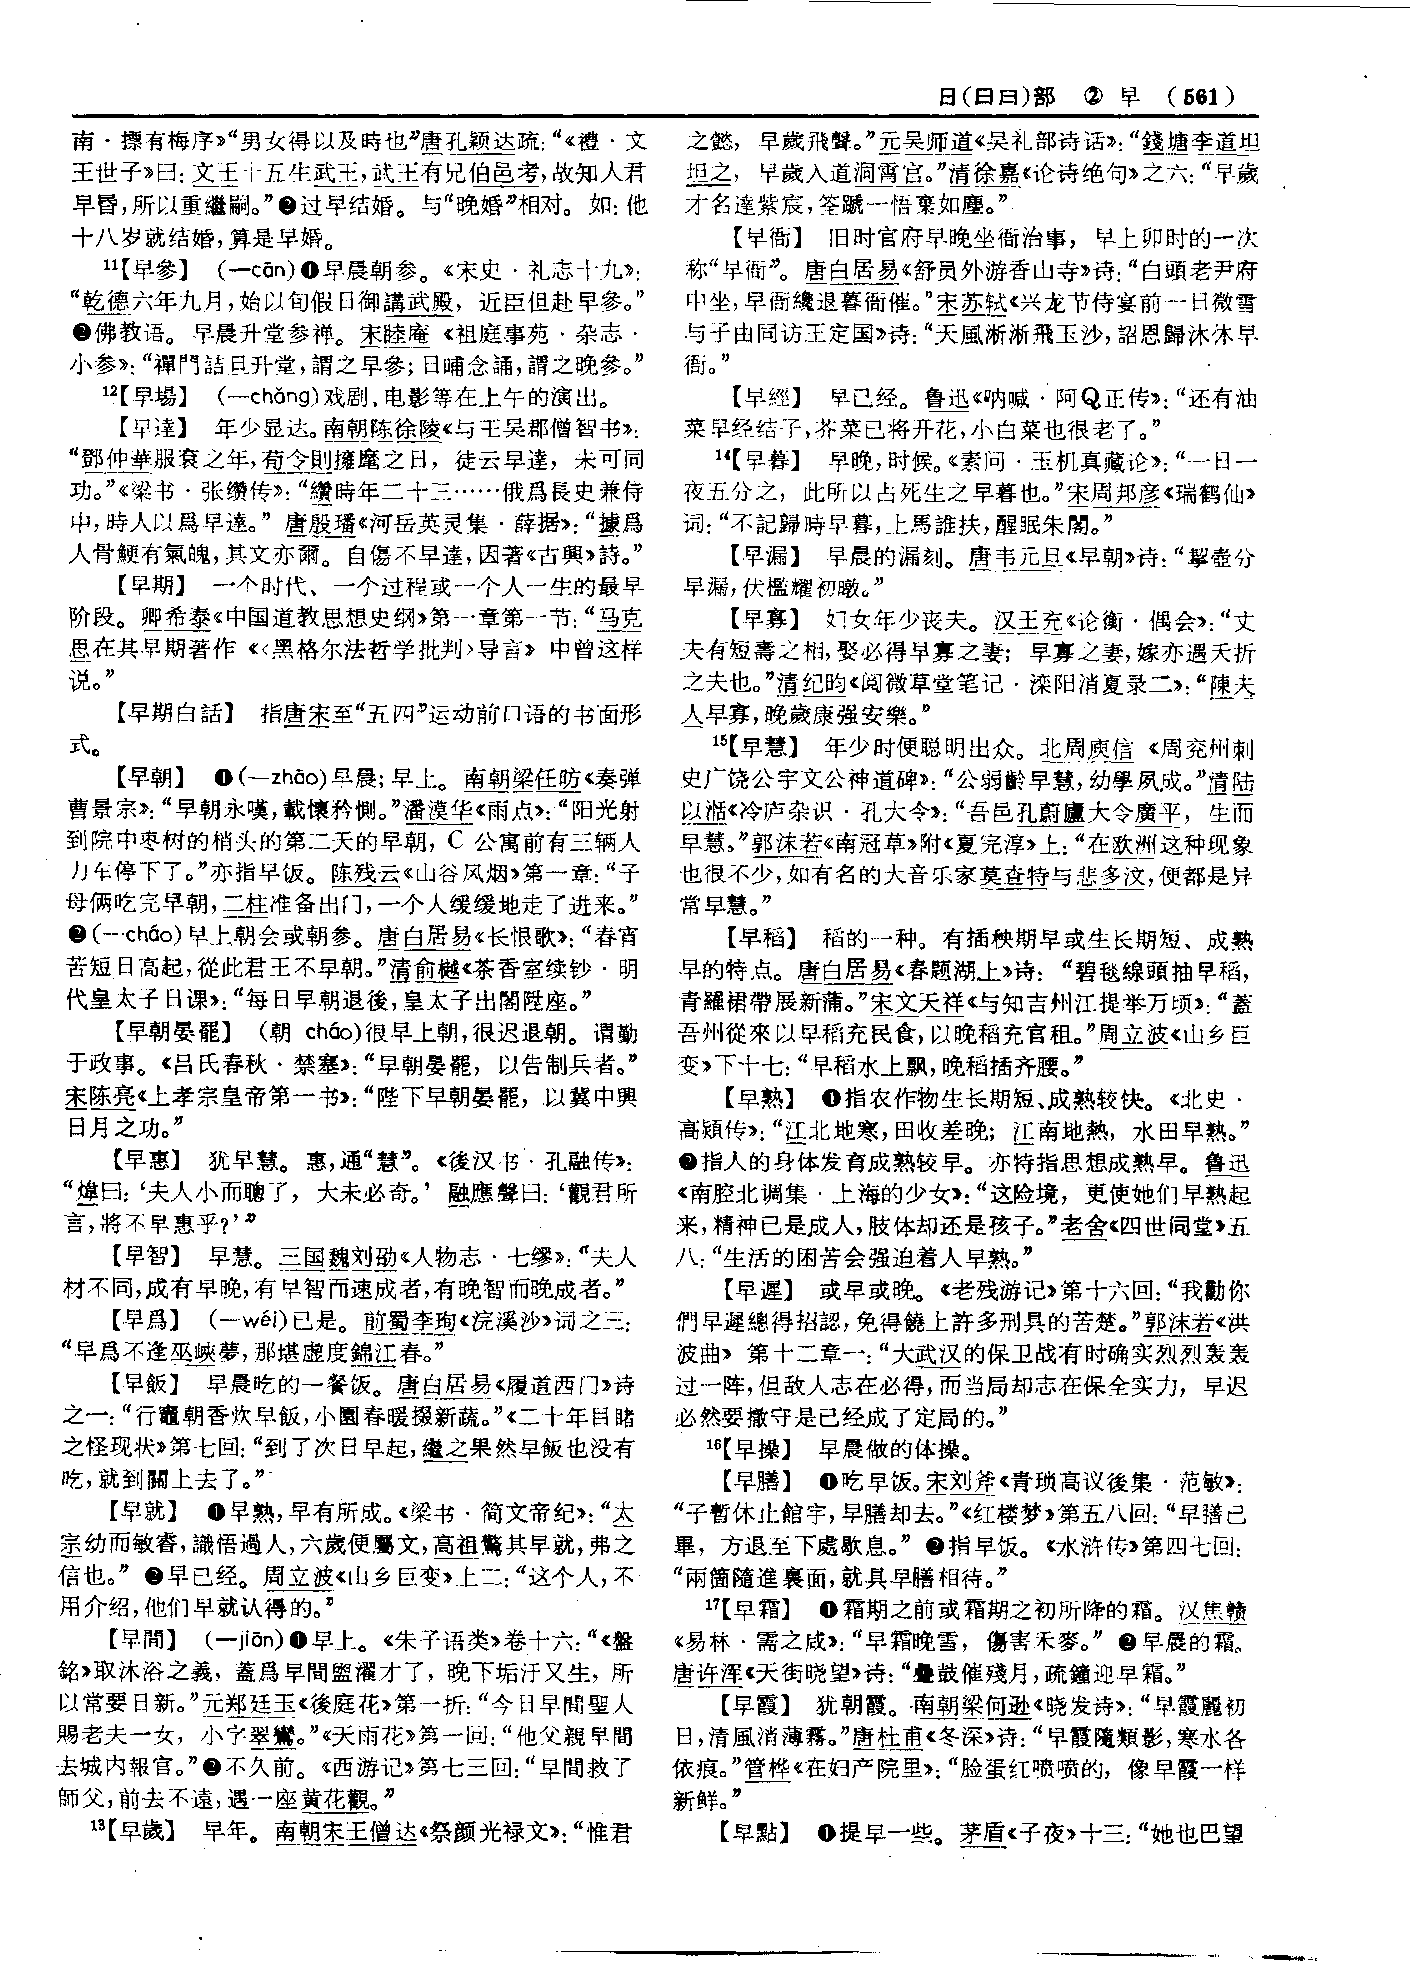 日(日曰)部　②　早　(561)
南·摽有梅序》“男女得以及時也”唐孔颖达疏：“《禮·文
王世子》曰：文王十五生武王，武王有兄伯邑考，故知人君
早昏，所以重繼嗣。”❷过早结婚。与“晚婚”相对。如：他
十八岁就结婚，算是早婚。
11【早參】　(—cān)❶早晨朝参。《宋史·礼志十九》：
“乾德六年九月，始以旬假日御講武殿，近臣但赴早參。”
❷佛教语。早晨升堂参禅。宋睦庵《祖庭事苑·杂志·
小参》：“禪門詰旦升堂，謂之早參；日晡念誦，謂之晚參。”
12【早場】　(—chǎng)戏剧、电影等在上午的演出。
【早達】　年少显达。南朝陈徐陵《与王吴郡僧智书》：
“鄧仲華服袞之年，荀令則擁麾之日，徒云早達，未可同
功。”《梁书·张缵传》：“纘時年二十三……俄爲長史兼侍
中，時人以爲早達。”唐殷璠《河岳英灵集·薛据》：“據爲
人骨鯁有氣魄，其文亦爾。自傷不早達，因著《古興》詩。”
【早期】　一个时代、一个过程或一个人一生的最早
阶段。卿希泰《中国道教思想史纲》第一章第一节：“马克
思在其早期著作《〈黑格尔法哲学批判〉导言》中曾这样
说。”
【早期白話】　指唐宋至“五四”运动前口语的书面形
式。
【早朝】　❶(—zhāo)早晨；早上。南朝梁任昉《奏弹
曹景宗》：“早朝永嘆，載懷矜惻。”潘漠华《雨点》：“阳光射
到院中枣树的梢头的第二天的早朝，C 公寓前有三辆人
力车停下了。”亦指早饭。陈残云《山谷风烟》第一章：“子
母俩吃完早朝，二柱准备出门，一个人缓缓地走了进来。”
❷(—cháo)早上朝会或朝参。唐白居易《长恨歌》：“春宵
苦短日高起，從此君王不早朝。”清俞樾《茶香室续钞·明
代皇太子日课》：“每日早朝退後，皇太子出閣陞座。”
【早朝晏罷】　(朝 cháo)很早上朝，很迟退朝。谓勤
于政事。《吕氏春秋·禁塞》：“早朝晏罷，以告制兵者。”
宋陈亮《上孝宗皇帝第一书》：“陛下早朝晏罷，以冀中興
日月之功。”
【早惠】　犹早慧。惠，通“慧”。《後汉书·孔融传》：
“煒曰：‘夫人小而聰了，大未必奇。’融應聲曰：‘觀君所
言，將不早惠乎？’”
【早智】　早慧。三国魏刘劭《人物志·七缪》：“夫人
材不同，成有早晚，有早智而速成者，有晚智而晚成者。”
【早爲】　(—wéi)已是。前蜀李珣《浣溪沙》词之三：
“早爲不逢巫峽夢，那堪虚度錦江春。”
【早飯】　早晨吃的一餐饭。唐白居易《履道西门》诗
之一：“行竈朝香炊早飯，小園春暖掇新蔬。”《二十年目睹
之怪现状》第七回：“到了次日早起，繼之果然早飯也没有
吃，就到關上去了。”
【早就】　❶早熟，早有所成。《梁书·简文帝纪》：“太
宗幼而敏睿，識悟過人，六歲便屬文，高祖驚其早就，弗之
信也。”❷早已经。周立波《山乡巨变》上二：“这个人，不
用介绍，他们早就认得的。”
【早間】　(—jiān)❶早上。《朱子语类》卷十六：“《盤
銘》取沐浴之義，蓋爲早間盥濯才了，晚下垢汙又生，所
以常要日新。”元郑廷玉《後庭花》第一折：“今日早間聖人
賜老夫一女，小字翠鸞。”《天雨花》第一回：“他父親早間
去城内報官。”❷不久前。《西游记》第七三回：“早間救了
師父，前去不遠，遇一座黄花觀。”
13【早歲】　早年。南朝宋王僧达《祭颜光禄文》：“惟君
之懿，早歲飛聲。”元吴师道《吴礼部诗话》：“錢塘李道坦
坦之，早歲入道洞霄宫。”清徐嘉《论诗绝句》之六：“早歲
才名達紫宸，筌蹏一悟棄如塵。”
【早衙】　旧时官府早晚坐衙治事，早上卯时的一次
称“早衙”。唐白居易《舒员外游香山寺》诗：“白頭老尹府
中坐，早衙纔退暮衙催。”宋苏轼《兴龙节侍宴前一日微雪
与子由同访王定国》诗：“天風淅淅飛玉沙，詔恩歸沐休早
衙。”
【早經】　早已经。鲁迅《呐喊·阿Q正传》：“还有油
菜早经结子，芥菜已将开花，小白菜也很老了。”
14【早暮】　早晚，时候。《素问·玉机真藏论》：“一日一
夜五分之，此所以占死生之早暮也。”宋周邦彦《瑞鹤仙》
词：“不記歸時早暮，上馬誰扶，醒眠朱閣。”
【早漏】　早晨的漏刻。唐韦元旦《早朝》诗：“挈壺分
早漏，伏檻耀初暾。”
【早寡】　妇女年少丧夫。汉王充《论衡·偶会》：“丈
夫有短壽之相，娶必得早寡之妻；早寡之妻，嫁亦遇夭折
之夫也。”清纪昀《阅微草堂笔记·滦阳消夏录二》：“陳夫
人早寡，晚歲康强安樂。”
15【早慧】　年少时便聪明出众。北周庾信《周兖州刺
史广饶公宇文公神道碑》：“公弱齡早慧，幼學夙成。”清陆
以湉《冷庐杂识·孔大令》：“吾邑孔蔚廬大令廣平，生而
早慧。”郭沫若《南冠草》附《夏完淳》上：“在欧洲这种现象
也很不少，如有名的大音乐家莫查特与悲多汶，便都是异
常早慧。”
【早稻】　稻的一种。有插秧期早或生长期短、成熟
早的特点。唐白居易《春题湖上》诗：“碧毯線頭抽早稻，
青羅裙帶展新蒲。”宋文天祥《与知吉州江提举万顷》：“蓋
吾州從來以早稻充民食，以晚稻充官租。”周立波《山乡巨
变》下十七：“早稻水上飘，晚稻插齐腰。”
【早熟】　❶指农作物生长期短、成熟较快。《北史·
高頴传》：“江北地寒，田收差晚；江南地熱，水田早熟。”
❷指人的身体发育成熟较早。亦特指思想成熟早。鲁迅
《南腔北调集·上海的少女》：“这险境，更使她们早熟起
来，精神已是成人，肢体却还是孩子。”老舍《四世同堂》五
八：“生活的困苦会强迫着人早熟。”
【早遲】　或早或晚。《老残游记》第十六回：“我勸你
們早遲總得招認，免得饒上許多刑具的苦楚。”郭沫若《洪
波曲》第十二章一：“大武汉的保卫战有时确实烈烈轰轰
过一阵，但敌人志在必得，而当局却志在保全实力，早迟
必然要撤守是已经成了定局的。”
16【早操】　早晨做的体操。
【早膳】　❶吃早饭。宋刘斧《青琐高议後集·范敏》：
“子暫休止館宇，早膳却去。”《红楼梦》第五八回：“早膳已
畢，方退至下處歇息。”❷指早饭。《水浒传》第四七回：
“兩箇隨進裏面，就具早膳相待。”
17【早霜】　❶霜期之前或霜期之初所降的霜。汉焦赣
《易林·需之咸》：“早霜晚雪，傷害禾麥。”❷早晨的霜。
唐许浑《天街晓望》诗：“疊鼓催殘月，疏鐘迎早霜。”
【早霞】　犹朝霞。南朝梁何逊《晓发诗》：“早霞麗初
日，清風消薄霧。”唐杜甫《冬深》诗：“早霞隨類影，寒水各
依痕。”管桦《在妇产院里》：“脸蛋红喷喷的，像早霞一样
新鲜。”
【早點】　❶提早一些。茅盾《子夜》十三：“她也巴望